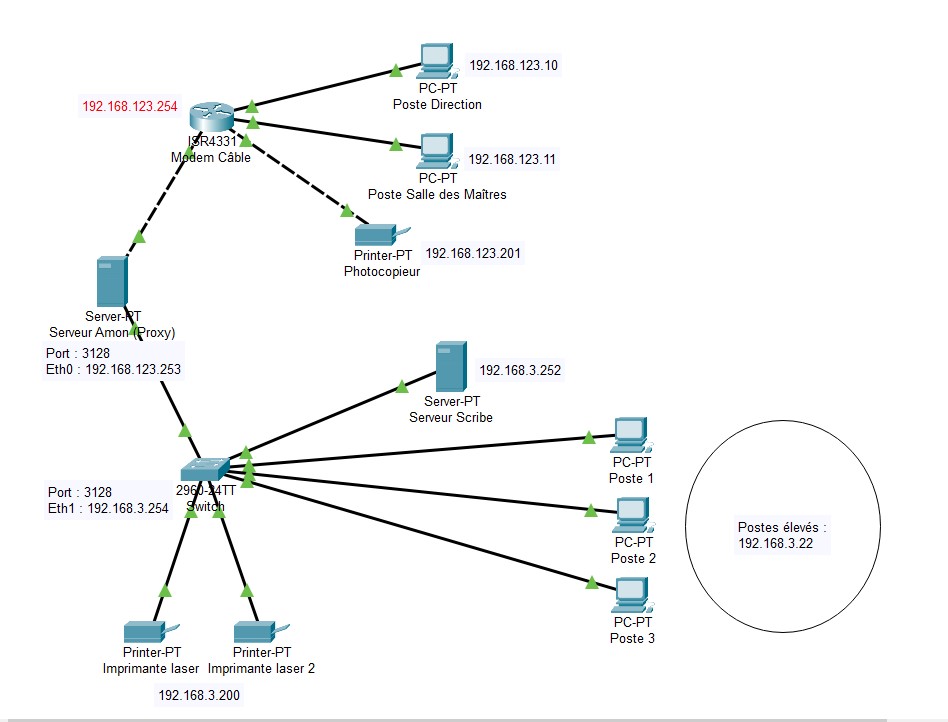 192.168.123.10
PC-PT
Poste Direction
192.168.123.254
ISR4331
Modem Câble
192.168.123.11
PC-PT
Poste Salle des Maîtres
192.168.123.201
Printer-PT
Photocopieur
Server-PT
Serveur Amon (Proxy)
Port : 3128
Eth0 : 192.168.123.253
192.168.3.252
Server-PT
Serveur Scribe
PC-PT
Poste 1
2960-24TT
Switch
Port : 3128
Eth1 : 192.168.3.254
PC-PT
Poste 2
Postes élevés :
192.168.3.22
PC-PT
Poste 3
Printer-PT
Imprimante laser
Printer-PT
Imprimante laser 2
192.168.3.200